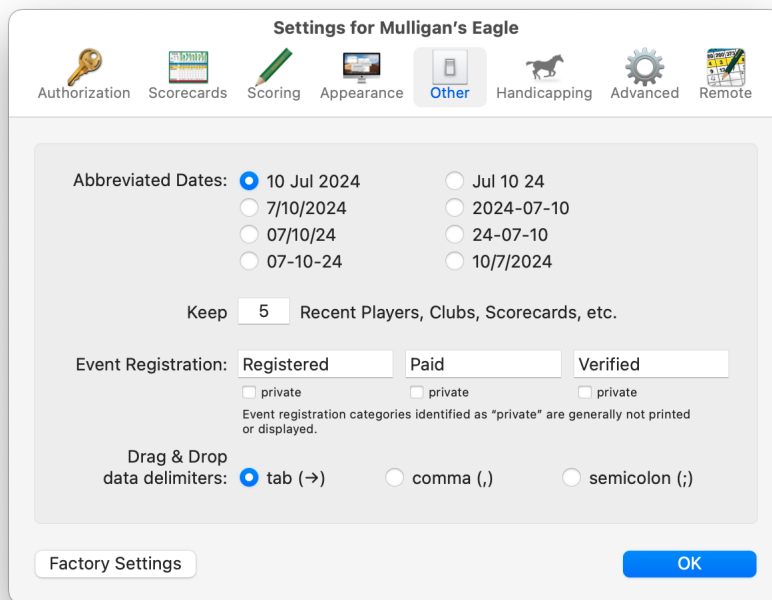 Settings for Mulligan's Eagle
Authorization Scorecards Scoring Appearance Other Handicapping Advanced Remote
Abbreviated Dates: 10 Jul 2024 Jul 10 24
7/10/2024 2024-07-10
07/10/24 24-07-10
07-10-24 10/7/2024
Keep 5 Recent Players, Clubs, Scorecards, etc.
Event Registration: Registered Paid Verified
private private private
Event registration categories identified as “private” are generally not printed
or displayed.
Drag & Drop
data delimiters: tab (→) comma (,) semicolon (;)
Factory Settings OK